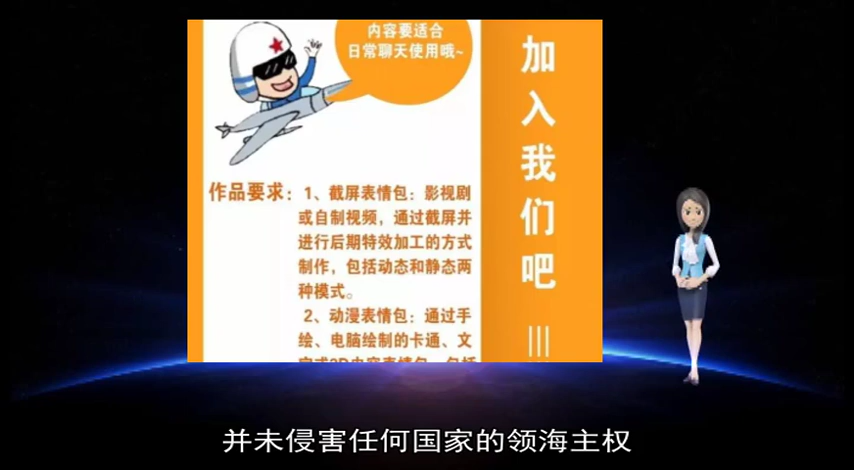 内容要适合
日常聊天使用哦~
加入我们吧
作品要求：1、截屏表情包：影视剧
或自制视频，通过截屏并
进行后期特效加工的方式
制作，包括动态和静态两
种模式。
2、动漫表情包：通过手
绘、电脑绘制的卡通、文
并未侵害任何国家的领海主权